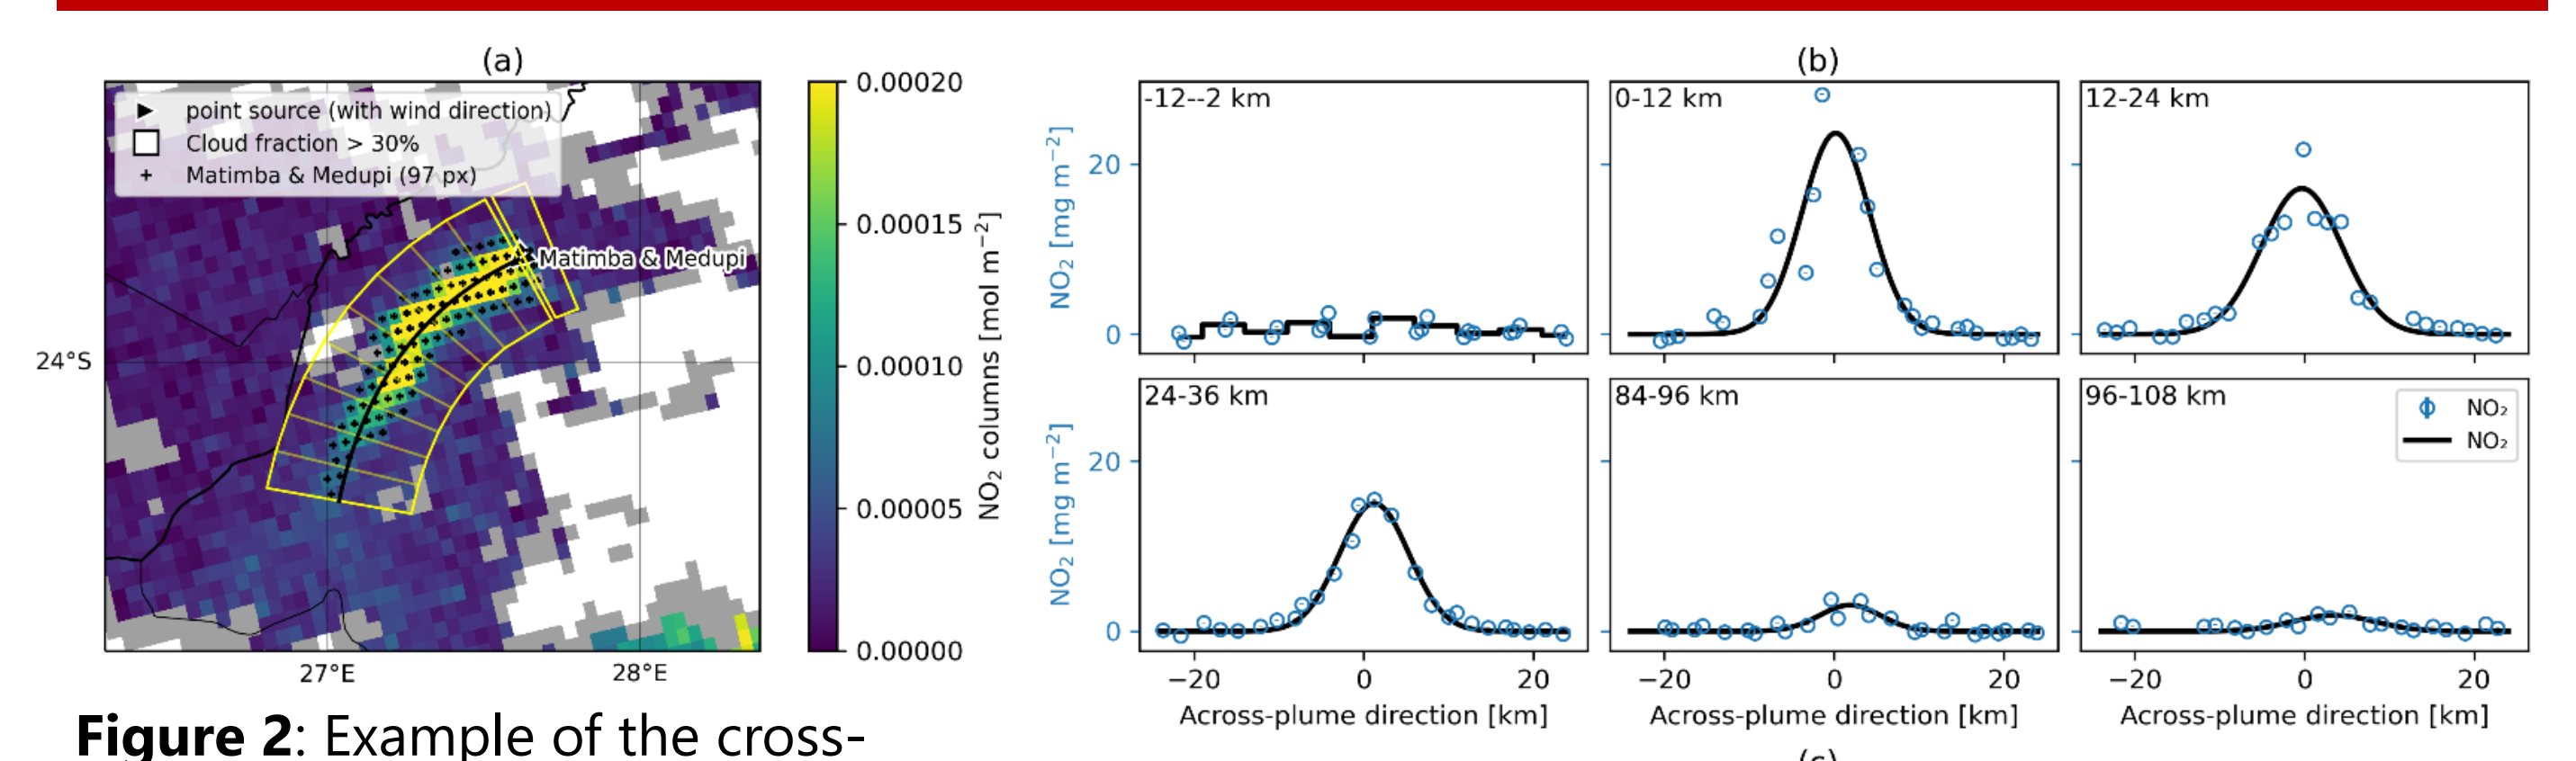 (a)
point source (with wind direction)
Cloud fraction > 30%
Matimba & Medupi (97 px)
Matimba & Medupi
24°S
27°E
28°E
0.00020
0.00015
0.00010
0.00005
0.00000
NO₂ columns [mol m⁻²]
(b)
-12--2 km
0-12 km
12-24 km
20
0
NO₂ [mg m⁻²]
24-36 km
84-96 km
96-108 km
NO₂
NO₂
20
0
NO₂ [mg m⁻²]
−20 0 20
−20 0 20
−20 0 20
Across-plume direction [km]
Across-plume direction [km]
Across-plume direction [km]
(c)
Figure 2: Example of the cross-